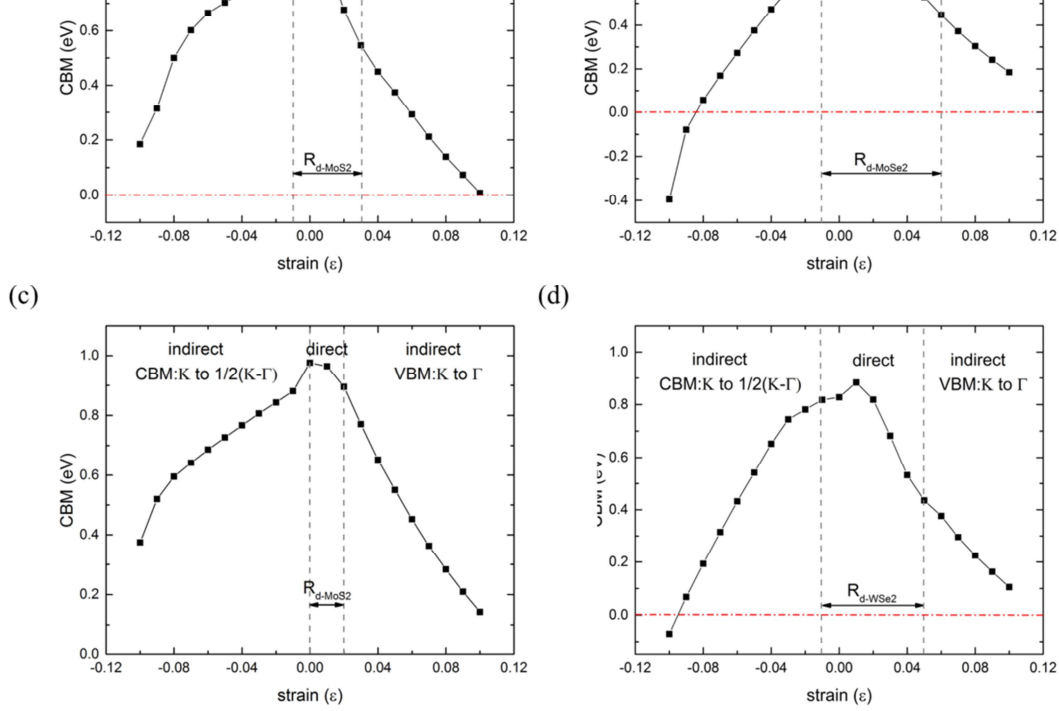 0.6
0.4
0.2
0.0
CBM (eV)
R d-MoS2
-0.12 -0.08 -0.04 0.00 0.04 0.08 0.12
strain (ε)
0.4
0.2
0.0
-0.2
-0.4
CBM (eV)
R d-MoSe2
-0.12 -0.08 -0.04 0.00 0.04 0.08 0.12
strain (ε)
(c)
indirect direct indirect
CBM:K to 1/2(K-Γ) VBM:K to Γ
1.0
0.8
0.6
0.4
0.2
0.0
CBM (eV)
R d-MoS2
-0.12 -0.08 -0.04 0.00 0.04 0.08 0.12
strain (ε)
(d)
indirect direct indirect
CBM:K to 1/2(K-Γ) VBM:K to Γ
1.0
0.8
0.6
0.4
0.2
0.0
CBM (eV)
R d-WSe2
-0.12 -0.08 -0.04 0.00 0.04 0.08 0.12
strain (ε)